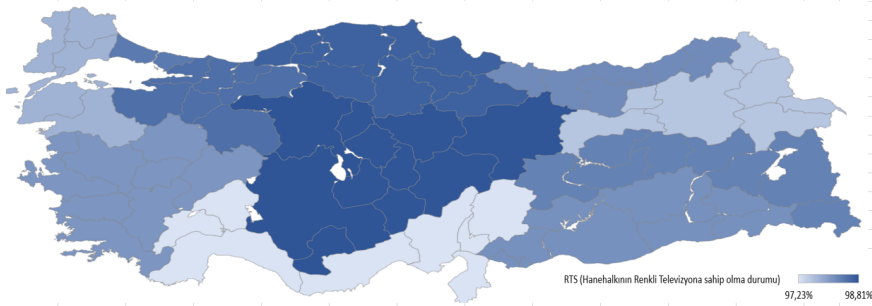 RTS (Hanehalkının Renkli Televizyona sahip olma durumu)
97,23% 98,81%